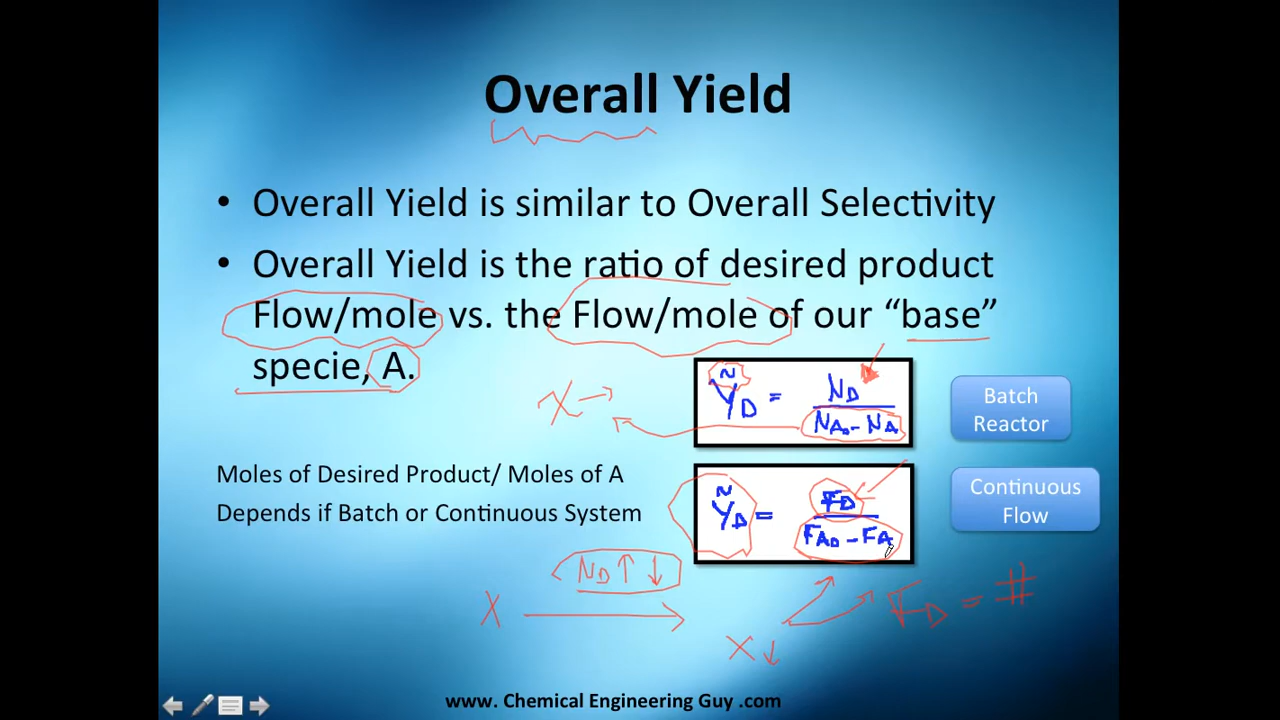 Overall Yield
• Overall Yield is similar to Overall Selectivity
• Overall Yield is the ratio of desired product
Flow/mole vs. the Flow/mole of our “base”
specie, A.
X →
Ỹ_D = N_D / (N_A0 - N_A)
Batch
Reactor
Moles of Desired Product/ Moles of A
Depends if Batch or Continuous System
Ỹ_D = F_D / (F_A0 - F_A)
Continuous
Flow
N_D ↑ ↓
X
X ↓
F_D = #
www. Chemical Engineering Guy .com